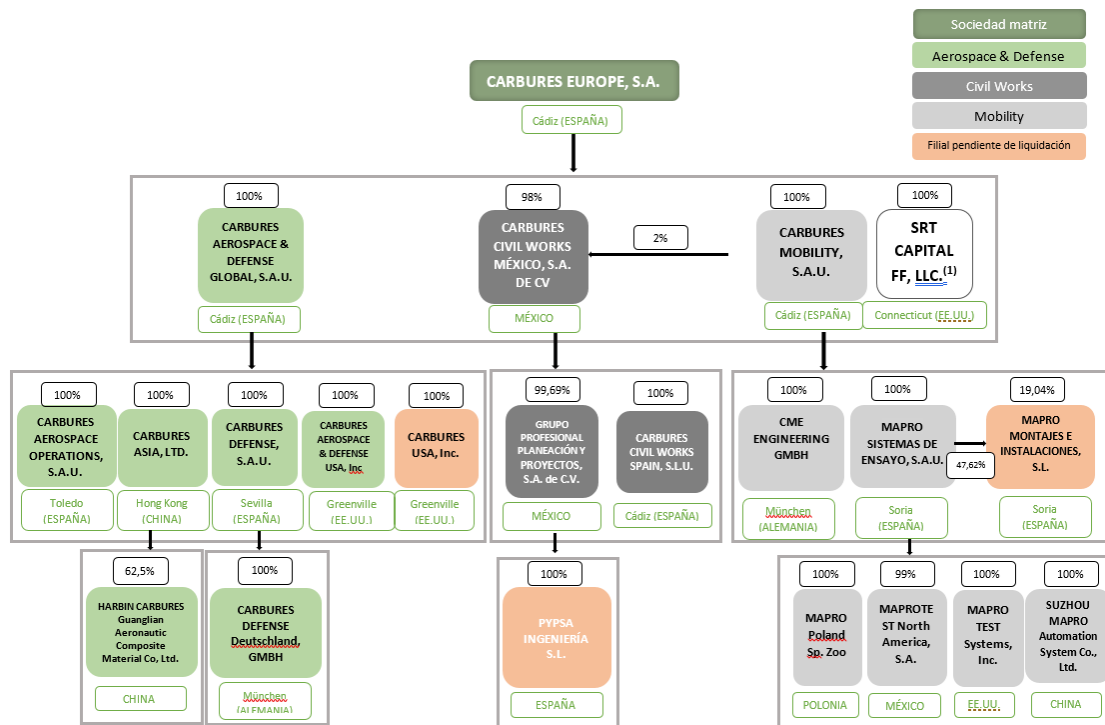 Sociedad matriz
Aerospace & Defense
Civil Works
Mobility
Filial pendiente de liquidación
CARBURES EUROPE, S.A.
Cádiz (ESPAÑA)
100%
CARBURES
AEROSPACE &
DEFENSE
GLOBAL, S.A.U.
Cádiz (ESPAÑA)
98%
CARBURES
CIVIL WORKS
MÉXICO, S.A.
DE CV
MÉXICO
2%
100%
CARBURES
MOBILITY,
S.A.U.
Cádiz (ESPAÑA)
100%
SRT
CAPITAL
FF, LLC.(1)
Connecticut (EE.UU.)
100%
CARBURES
AEROSPACE
OPERATIONS,
S.A.U.
Toledo
(ESPAÑA)
100%
CARBURES
ASIA, LTD.
Hong Kong
(CHINA)
100%
CARBURES
DEFENSE,
S.A.U.
Sevilla
(ESPAÑA)
100%
CARBURES
AEROSPACE
& DEFENSE
USA, Inc
Greenville
(EE.UU.)
100%
CARBURES
USA, Inc.
Greenville
(EE.UU.)
99,69%
GRUPO
PROFESIONAL
PLANEACIÓN Y
PROYECTOS,
S.A. de C.V.
MÉXICO
100%
CARBURES
CIVIL WORKS
SPAIN, S.L.U.
Cádiz (ESPAÑA)
100%
CME
ENGINEERING
GMBH
München
(ALEMANIA)
100%
MAPRO
SISTEMAS DE
ENSAYO, S.A.U.
Soria
(ESPAÑA)
47,62%
19,04%
MAPRO
MONTAJES E
INSTALACIONES,
S.L.
Soria
(ESPAÑA)
62,5%
HARBIN CARBURES
Guanglian
Aeronautic
Composite
Material Co, Ltd.
CHINA
100%
CARBURES
DEFENSE
Deutschland,
GMBH
München
(ALEMANIA)
100%
PYPSA
INGENIERÍA
S.L.
ESPAÑA
100%
MAPRO
Poland
Sp. Zoo
POLONIA
99%
MAPROTE
ST North
America,
S.A.
MÉXICO
100%
MAPRO
TEST
Systems,
Inc.
EE.UU.
100%
SUZHOU
MAPRO
Automation
System Co.,
Ltd.
CHINA